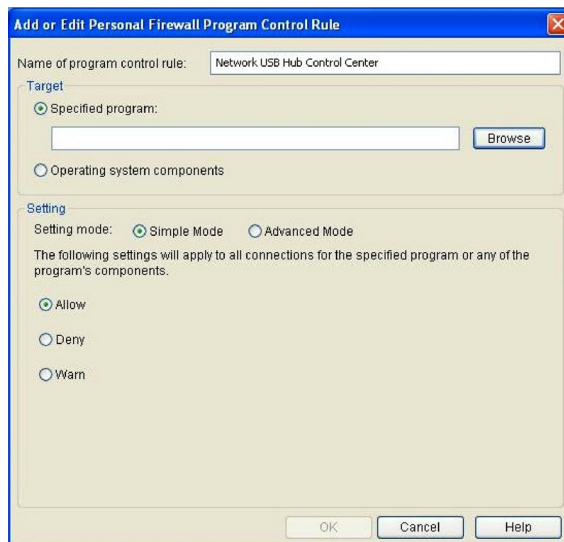 Add or Edit Personal Firewall Program Control Rule
Name of program control rule: Network USB Hub Control Center
Target
Specified program:
Browse
Operating system components
Setting
Setting mode: Simple Mode Advanced Mode
The following settings will apply to all connections for the specified program or any of the
program's components.
Allow
Deny
Warn
OK Cancel Help